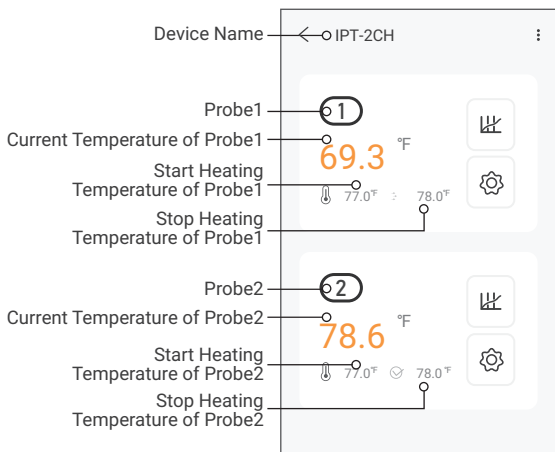 Device Name
IPT-2CH
Probe1
1
Current Temperature of Probe1
69.3 °F
Start Heating
Temperature of Probe1
77.0°F
78.0°F
Stop Heating
Temperature of Probe1
Probe2
2
Current Temperature of Probe2
78.6 °F
Start Heating
Temperature of Probe2
77.0°F
78.0°F
Stop Heating
Temperature of Probe2